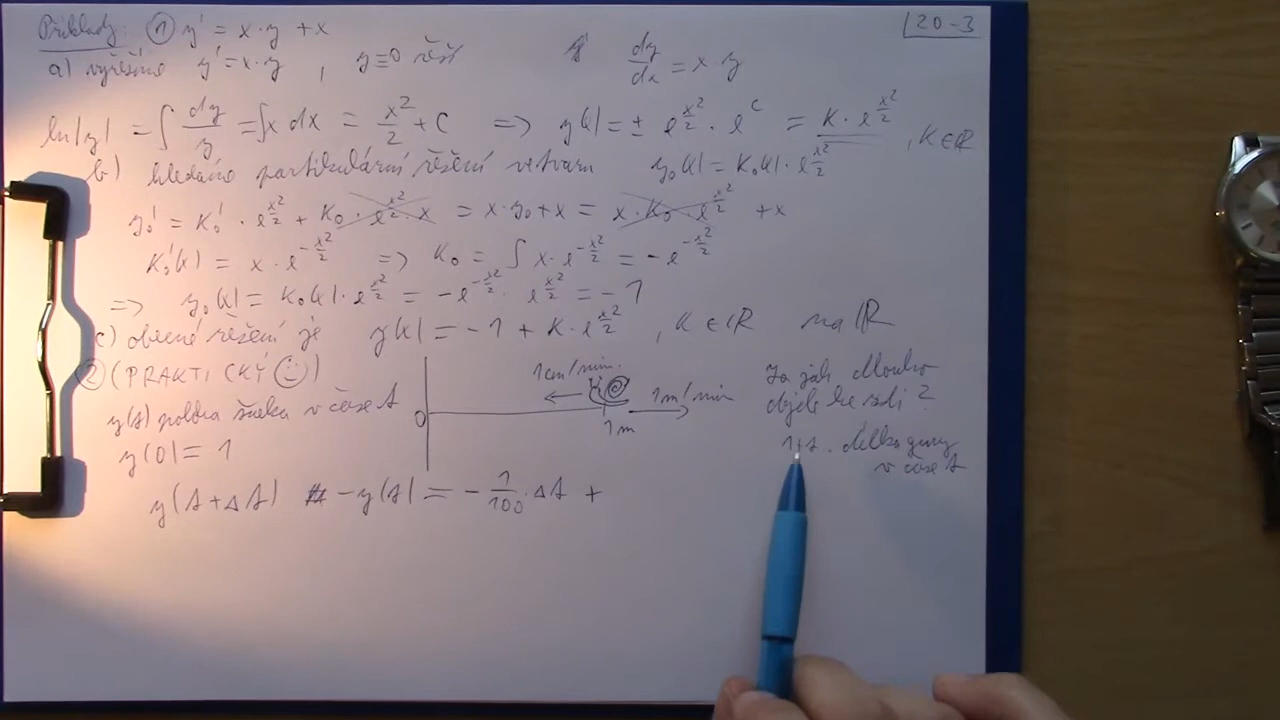 Příklady: ① y' = x·y + x
20-3
a) vyřešíme y' = x·y , y≡0 řeší dy/dx = x·y
ln|y| = ∫ dy/y = ∫x dx = x²/2 + C ⇒ y(x) = ± e^(x²/2) · e^C = K · e^(x²/2) , K∈ℝ
b) hledáme partikulární řešení ve tvaru y₀(x) = K₀(x) · e^(x²/2)
y₀' = K₀' · e^(x²/2) + K₀ · e^(x²/2) · x = x·y₀ + x = x·K₀·e^(x²/2) + x
K₀'(x) = x · e^(-x²/2) ⇒ K₀ = ∫ x·e^(-x²/2) = -e^(-x²/2)
⇒ y₀(x) = K₀(x) · e^(x²/2) = -e^(-x²/2) · e^(x²/2) = -1
c) obecné řešení je y(x) = -1 + K·e^(x²/2) , K∈ℝ na ℝ
② (PRAKTICKÝ ☺)
y(t) poloha šneka v čase t
y(0) = 1
0
1cm/min.
1m/min
1m
Za jak dlouho
dojde ke zdi ?
1+t .. délka gumy
v čase t
y(t+Δt) - y(t) = - 1/100 · Δt +